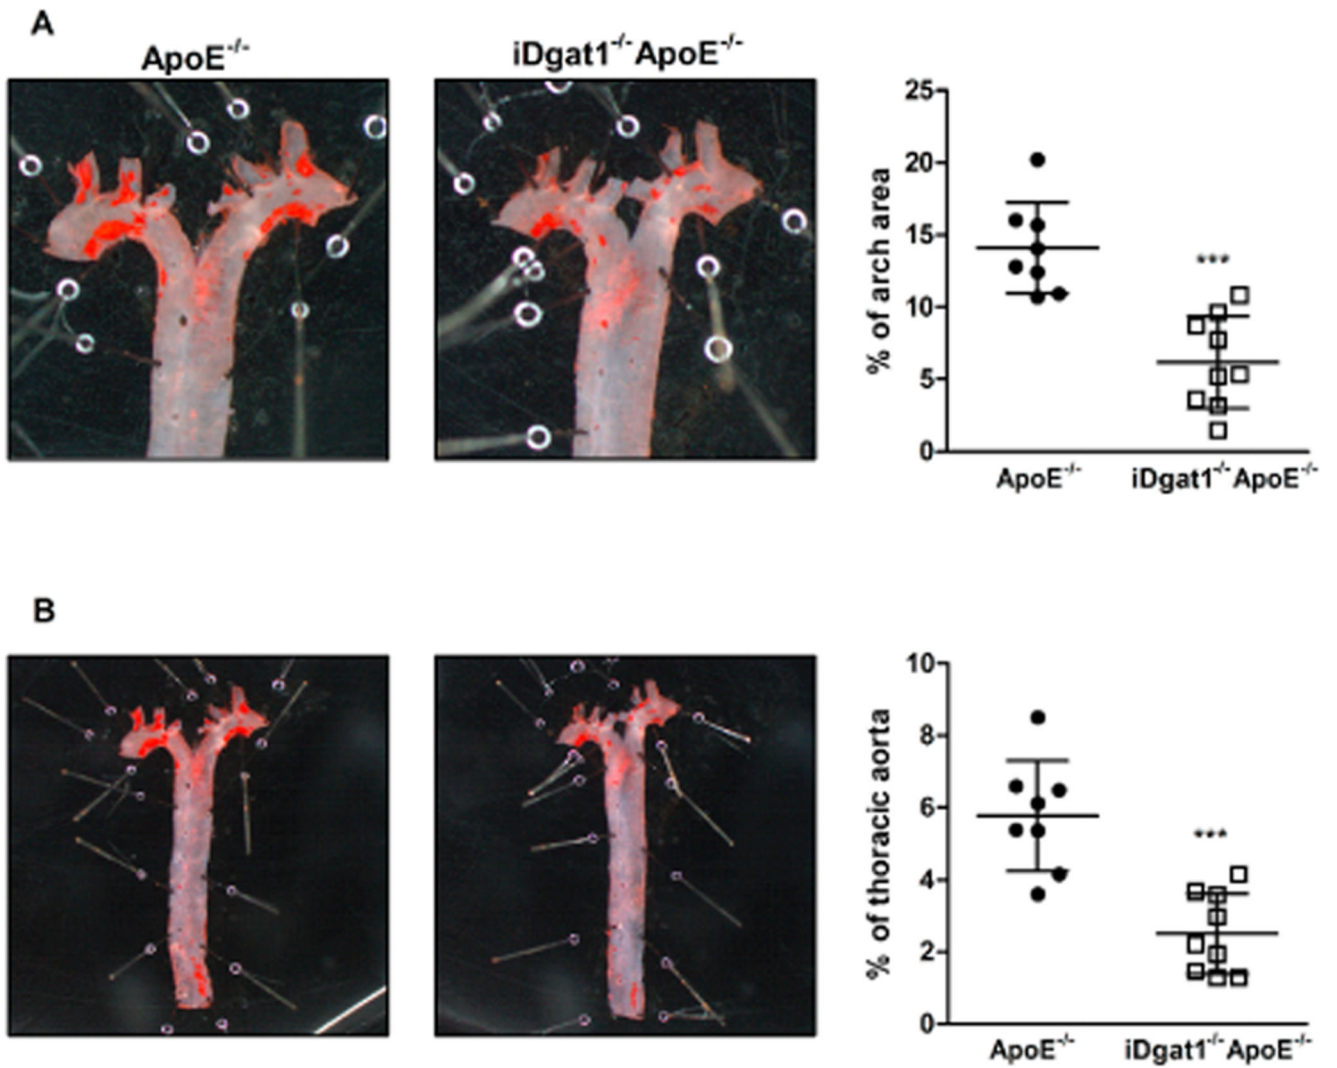 A
ApoE-/-
iDgat1-/-ApoE-/-
% of arch area
25
20
15
10
5
0
***
ApoE-/-
iDgat1-/-ApoE-/-
B
% of thoracic aorta
10
8
6
4
2
0
***
ApoE-/-
iDgat1-/-ApoE-/-